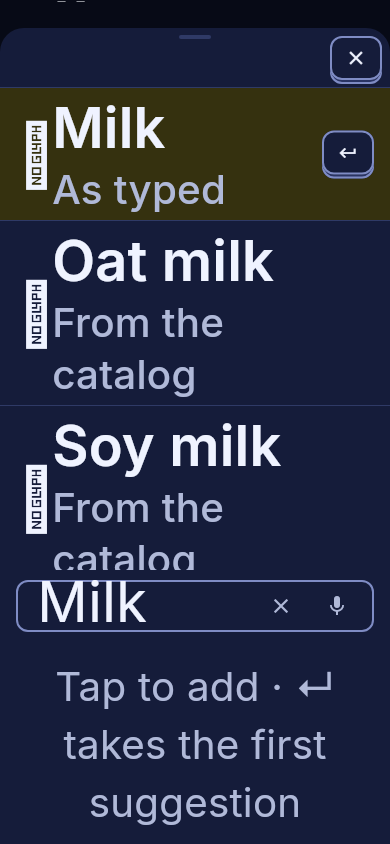 Milk
As typed
NO GLYPH
Oat milk
From the
catalog
NO GLYPH
Soy milk
From the
catalog
NO GLYPH
Milk
Tap to add · ↵
takes the first
suggestion